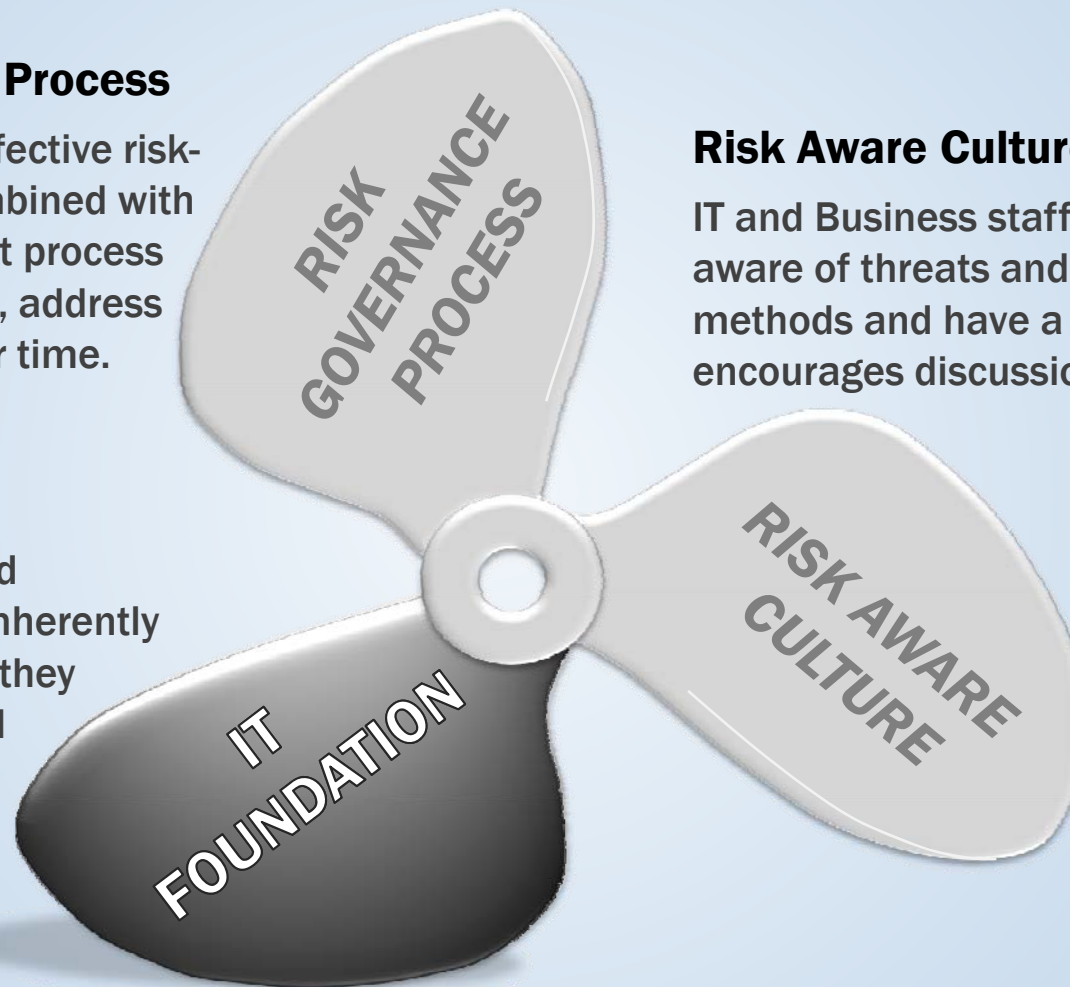 Process
ffective risk-
mbined with
t process
, address
r time.
Risk Aware Cultur
IT and Business staff
aware of threats and
methods and have a
encourages discussio
RISK
GOVERNANCE
PROCESS
d
nherently
they
d
RISK AWARE
CULTURE
IT
FOUNDATION